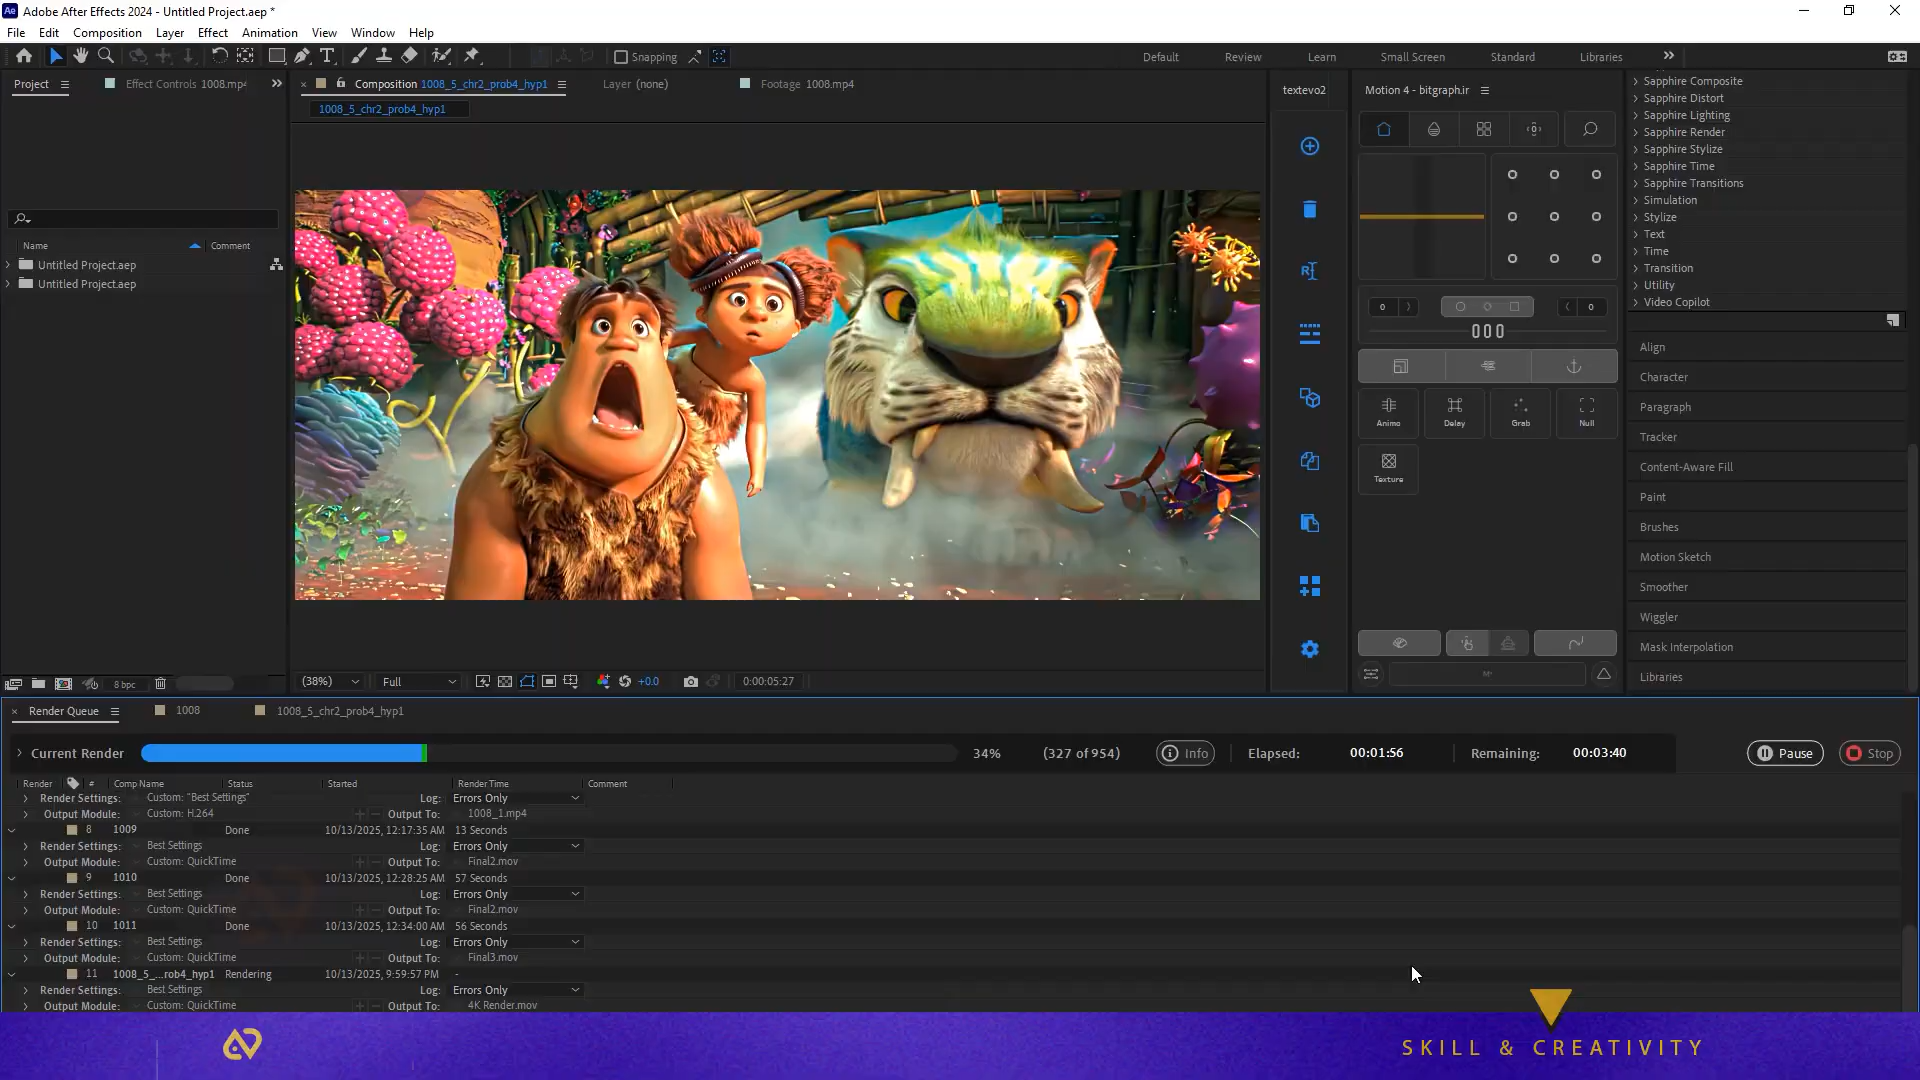 Ae Adobe After Effects 2024 - Untitled Project.aep *
File Edit Composition Layer Effect Animation View Window Help
Snapping
Default Review Learn Small Screen Standard Libraries
Project Effect Controls 1008.mp4
Composition 1008_5_chr2_prob4_hyp1 Layer (none) Footage 1008.mp4
1008_5_chr2_prob4_hyp1
textevo2
Motion 4 - bitgraph.ir
Sapphire Composite
Sapphire Distort
Sapphire Lighting
Sapphire Render
Sapphire Stylize
Sapphire Time
Sapphire Transitions
Simulation
Stylize
Text
Time
Transition
Utility
Video Copilot
Name Comment
Untitled Project.aep
Untitled Project.aep
0 0
Anime Delay Grab Null
Texture
Align
Character
Paragraph
Tracker
Content-Aware Fill
Paint
Brushes
Motion Sketch
Smoother
Wiggler
Mask Interpolation
Libraries
8 bpc
(38%) Full +0.0 0:00:05:27
Render Queue 1008 1008_5_chr2_prob4_hyp1
Current Render 34% (327 of 954) Info Elapsed: 00:01:56 Remaining: 00:03:40 Pause Stop
Render # Comp Name Status Started Render Time Comment
Render Settings: Custom: "Best Settings" Log: Errors Only
Output Module: Custom: H.264 Output To: 1008_1.mp4
8 1009 Done 10/13/2025, 12:17:35 AM 13 Seconds
Render Settings: Best Settings Log: Errors Only
Output Module: Custom: QuickTime Output To: Final2.mov
9 1010 Done 10/13/2025, 12:28:25 AM 57 Seconds
Render Settings: Best Settings Log: Errors Only
Output Module: Custom: QuickTime Output To: Final2.mov
10 1011 Done 10/13/2025, 12:34:00 AM 56 Seconds
Render Settings: Best Settings Log: Errors Only
Output Module: Custom: QuickTime Output To: Final3.mov
11 1008_5_...rob4_hyp1 Rendering 10/13/2025, 9:59:57 PM -
Render Settings: Best Settings Log: Errors Only
Output Module: Custom: QuickTime Output To: 4K Render.mov
SKILL & CREATIVITY